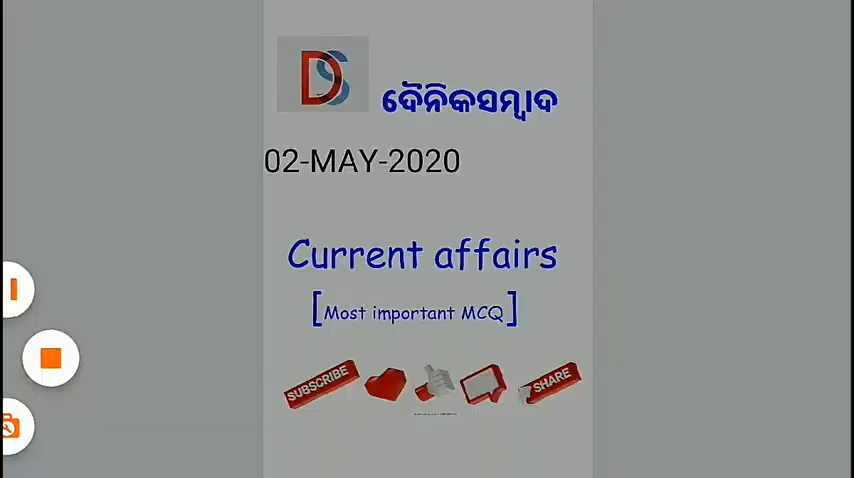 DS
ଦୈନିକସମ୍ବାଦ
02-MAY-2020
Current affairs
[Most important MCQ]
SUBSCRIBE
SHARE